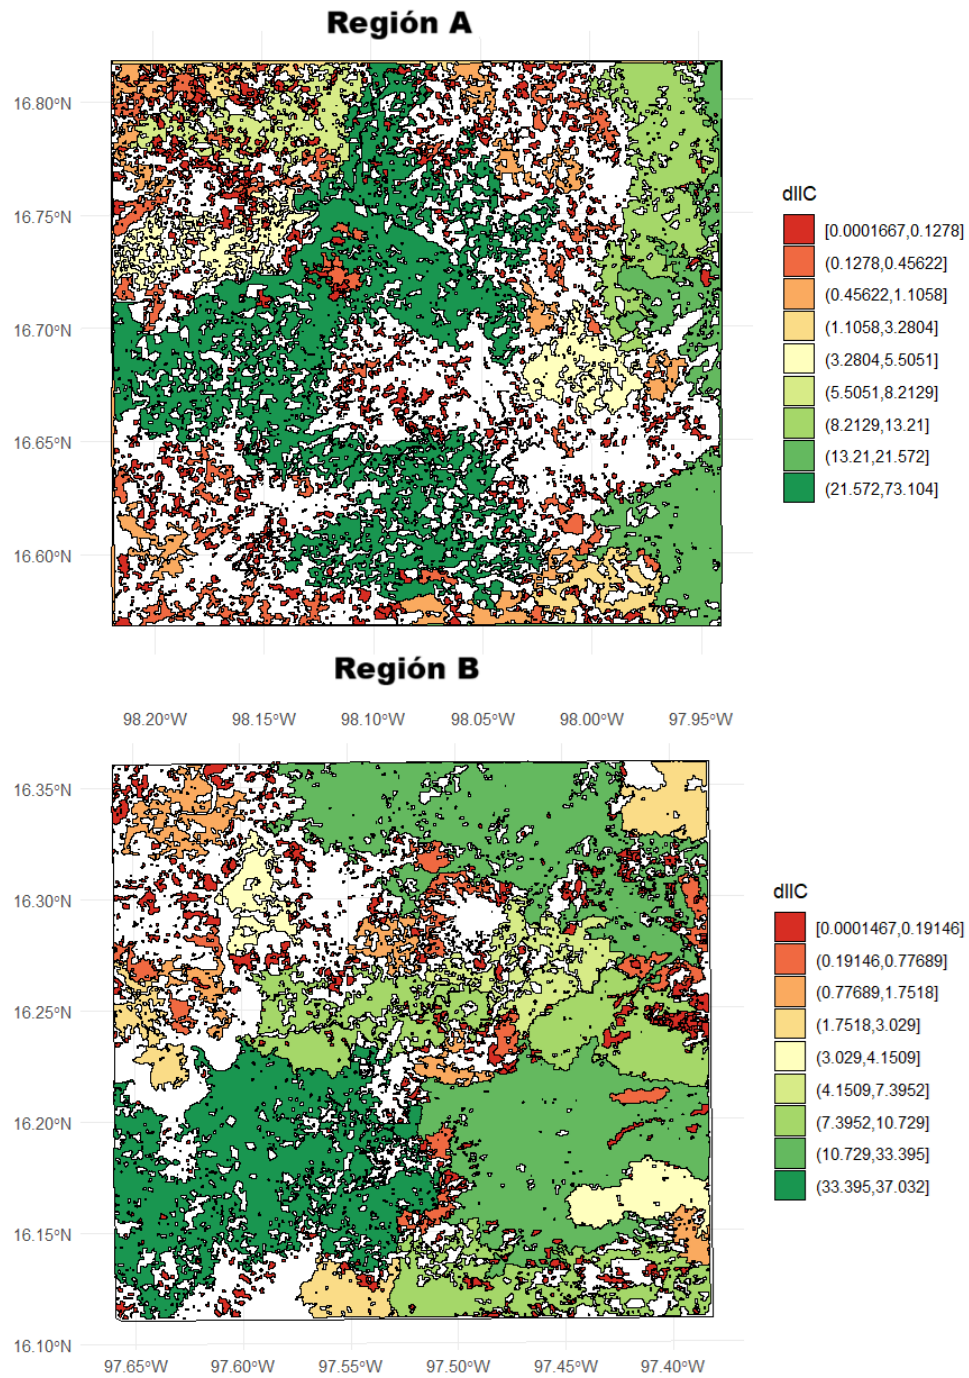 Región A
16.80°N
16.75°N
16.70°N
16.65°N
16.60°N
dIIC
[0.0001667,0.1278]
(0.1278,0.45622]
(0.45622,1.1058]
(1.1058,3.2804]
(3.2804,5.5051]
(5.5051,8.2129]
(8.2129,13.21]
(13.21,21.572]
(21.572,73.104]
Región B
98.20°W 98.15°W 98.10°W 98.05°W 98.00°W 97.95°W
16.35°N
16.30°N
16.25°N
16.20°N
16.15°N
16.10°N
dIIC
[0.0001467,0.19146]
(0.19146,0.77689]
(0.77689,1.7518]
(1.7518,3.029]
(3.029,4.1509]
(4.1509,7.3952]
(7.3952,10.729]
(10.729,33.395]
(33.395,37.032]
97.65°W 97.60°W 97.55°W 97.50°W 97.45°W 97.40°W